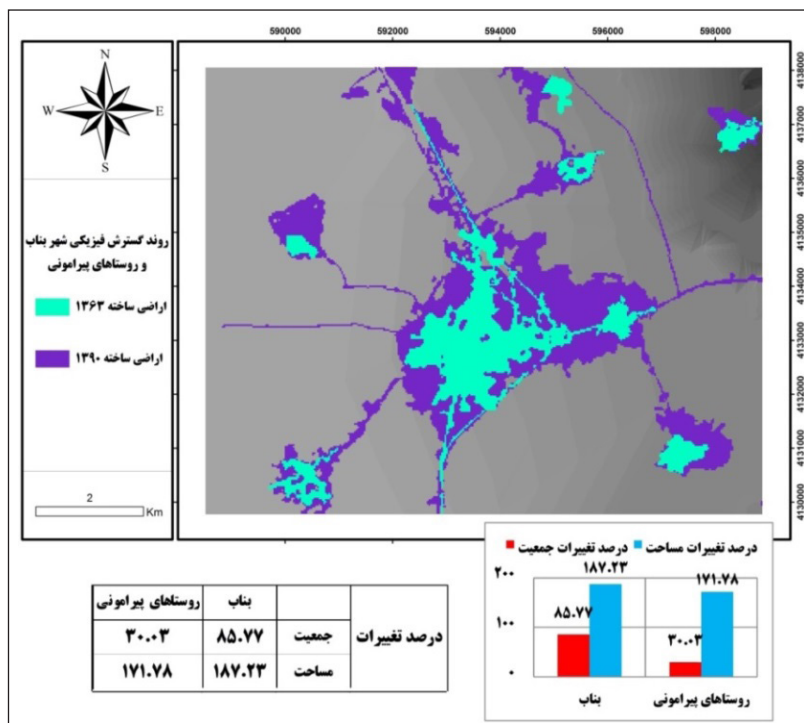 590000 592000 594000 596000 598000
4138000
4137000
4136000
4135000
4134000
4133000
4132000
4131000
4130000
N
W E
S
روند گسترش فیزیکی شهر بناب
و روستاهای پیرامونی
اراضی ساخته ۱۳۶۳
اراضی ساخته ۱۳۹۰
2
Km
درصد تغییرات جمعیت درصد تغییرات مساحت
۲۰۰
۱۰۰
۰
۱۸۷.۲۳
۸۵.۷۷
۱۷۱.۷۸
۳۰.۰۳
بناب روستاهای پیرامونی
درصد تغییرات
بناب روستاهای پیرامونی
جمعیت ۸۵.۷۷ ۳۰.۰۳
مساحت ۱۸۷.۲۳ ۱۷۱.۷۸